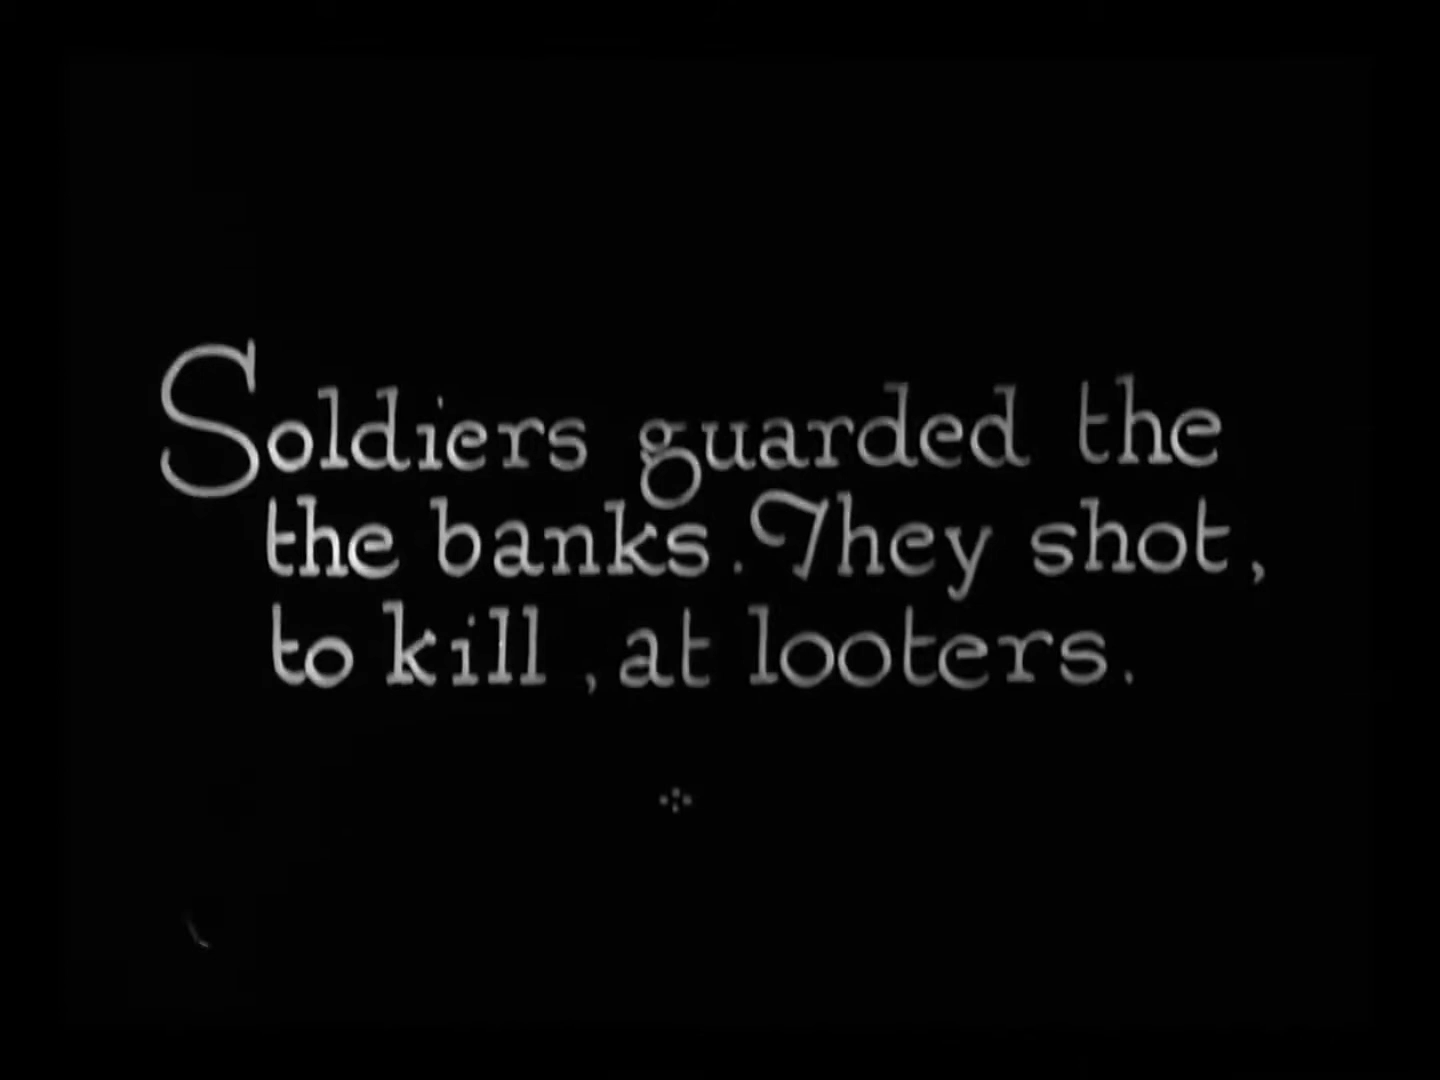 Soldiers guarded the
the banks. They shot,
to kill, at looters.